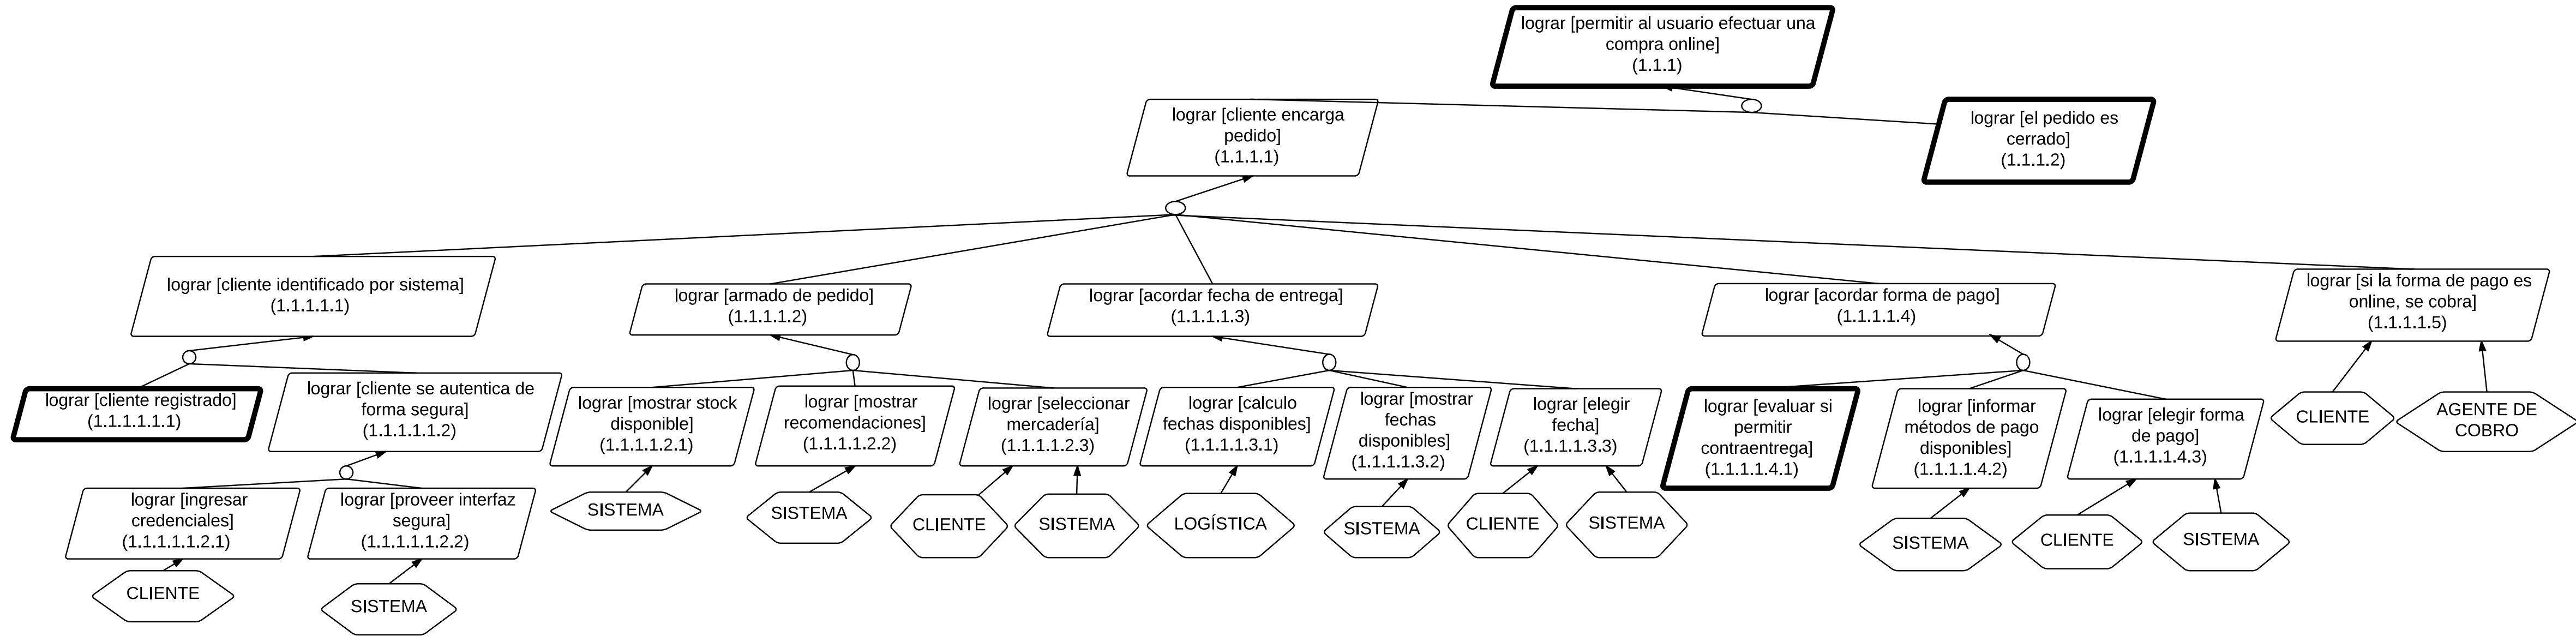 lograr [permitir al usuario efectuar una
compra online]
(1.1.1)
lograr [cliente encarga
pedido]
(1.1.1.1)
lograr [el pedido es
cerrado]
(1.1.1.2)
lograr [cliente identificado por sistema]
(1.1.1.1.1)
lograr [armado de pedido]
(1.1.1.1.2)
lograr [acordar fecha de entrega]
(1.1.1.1.3)
lograr [acordar forma de pago]
(1.1.1.1.4)
lograr [si la forma de pago es
online, se cobra]
(1.1.1.1.5)
lograr [cliente registrado]
(1.1.1.1.1.1)
lograr [cliente se autentica de
forma segura]
(1.1.1.1.1.2)
lograr [mostrar stock
disponible]
(1.1.1.1.2.1)
lograr [mostrar
recomendaciones]
(1.1.1.1.2.2)
lograr [seleccionar
mercadería]
(1.1.1.1.2.3)
lograr [calculo
fechas disponibles]
(1.1.1.1.3.1)
lograr [mostrar
fechas
disponibles]
(1.1.1.1.3.2)
lograr [elegir
fecha]
(1.1.1.1.3.3)
lograr [evaluar si
permitir
contraentrega]
(1.1.1.1.4.1)
lograr [informar
métodos de pago
disponibles]
(1.1.1.1.4.2)
lograr [elegir forma
de pago]
(1.1.1.1.4.3)
CLIENTE
AGENTE DE
COBRO
lograr [ingresar
credenciales]
(1.1.1.1.1.2.1)
lograr [proveer interfaz
segura]
(1.1.1.1.1.2.2)
SISTEMA
SISTEMA
CLIENTE
SISTEMA
LOGÍSTICA
SISTEMA
CLIENTE
SISTEMA
SISTEMA
CLIENTE
SISTEMA
CLIENTE
SISTEMA